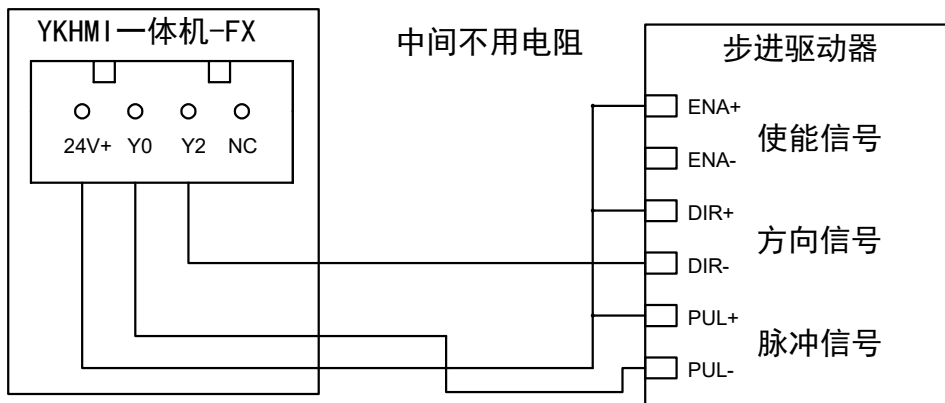 YKHMI一体机-FX
中间不用电阻
步进驱动器
24V+ Y0 Y2 NC
ENA+
使能信号
ENA-
DIR+
方向信号
DIR-
PUL+
脉冲信号
PUL-